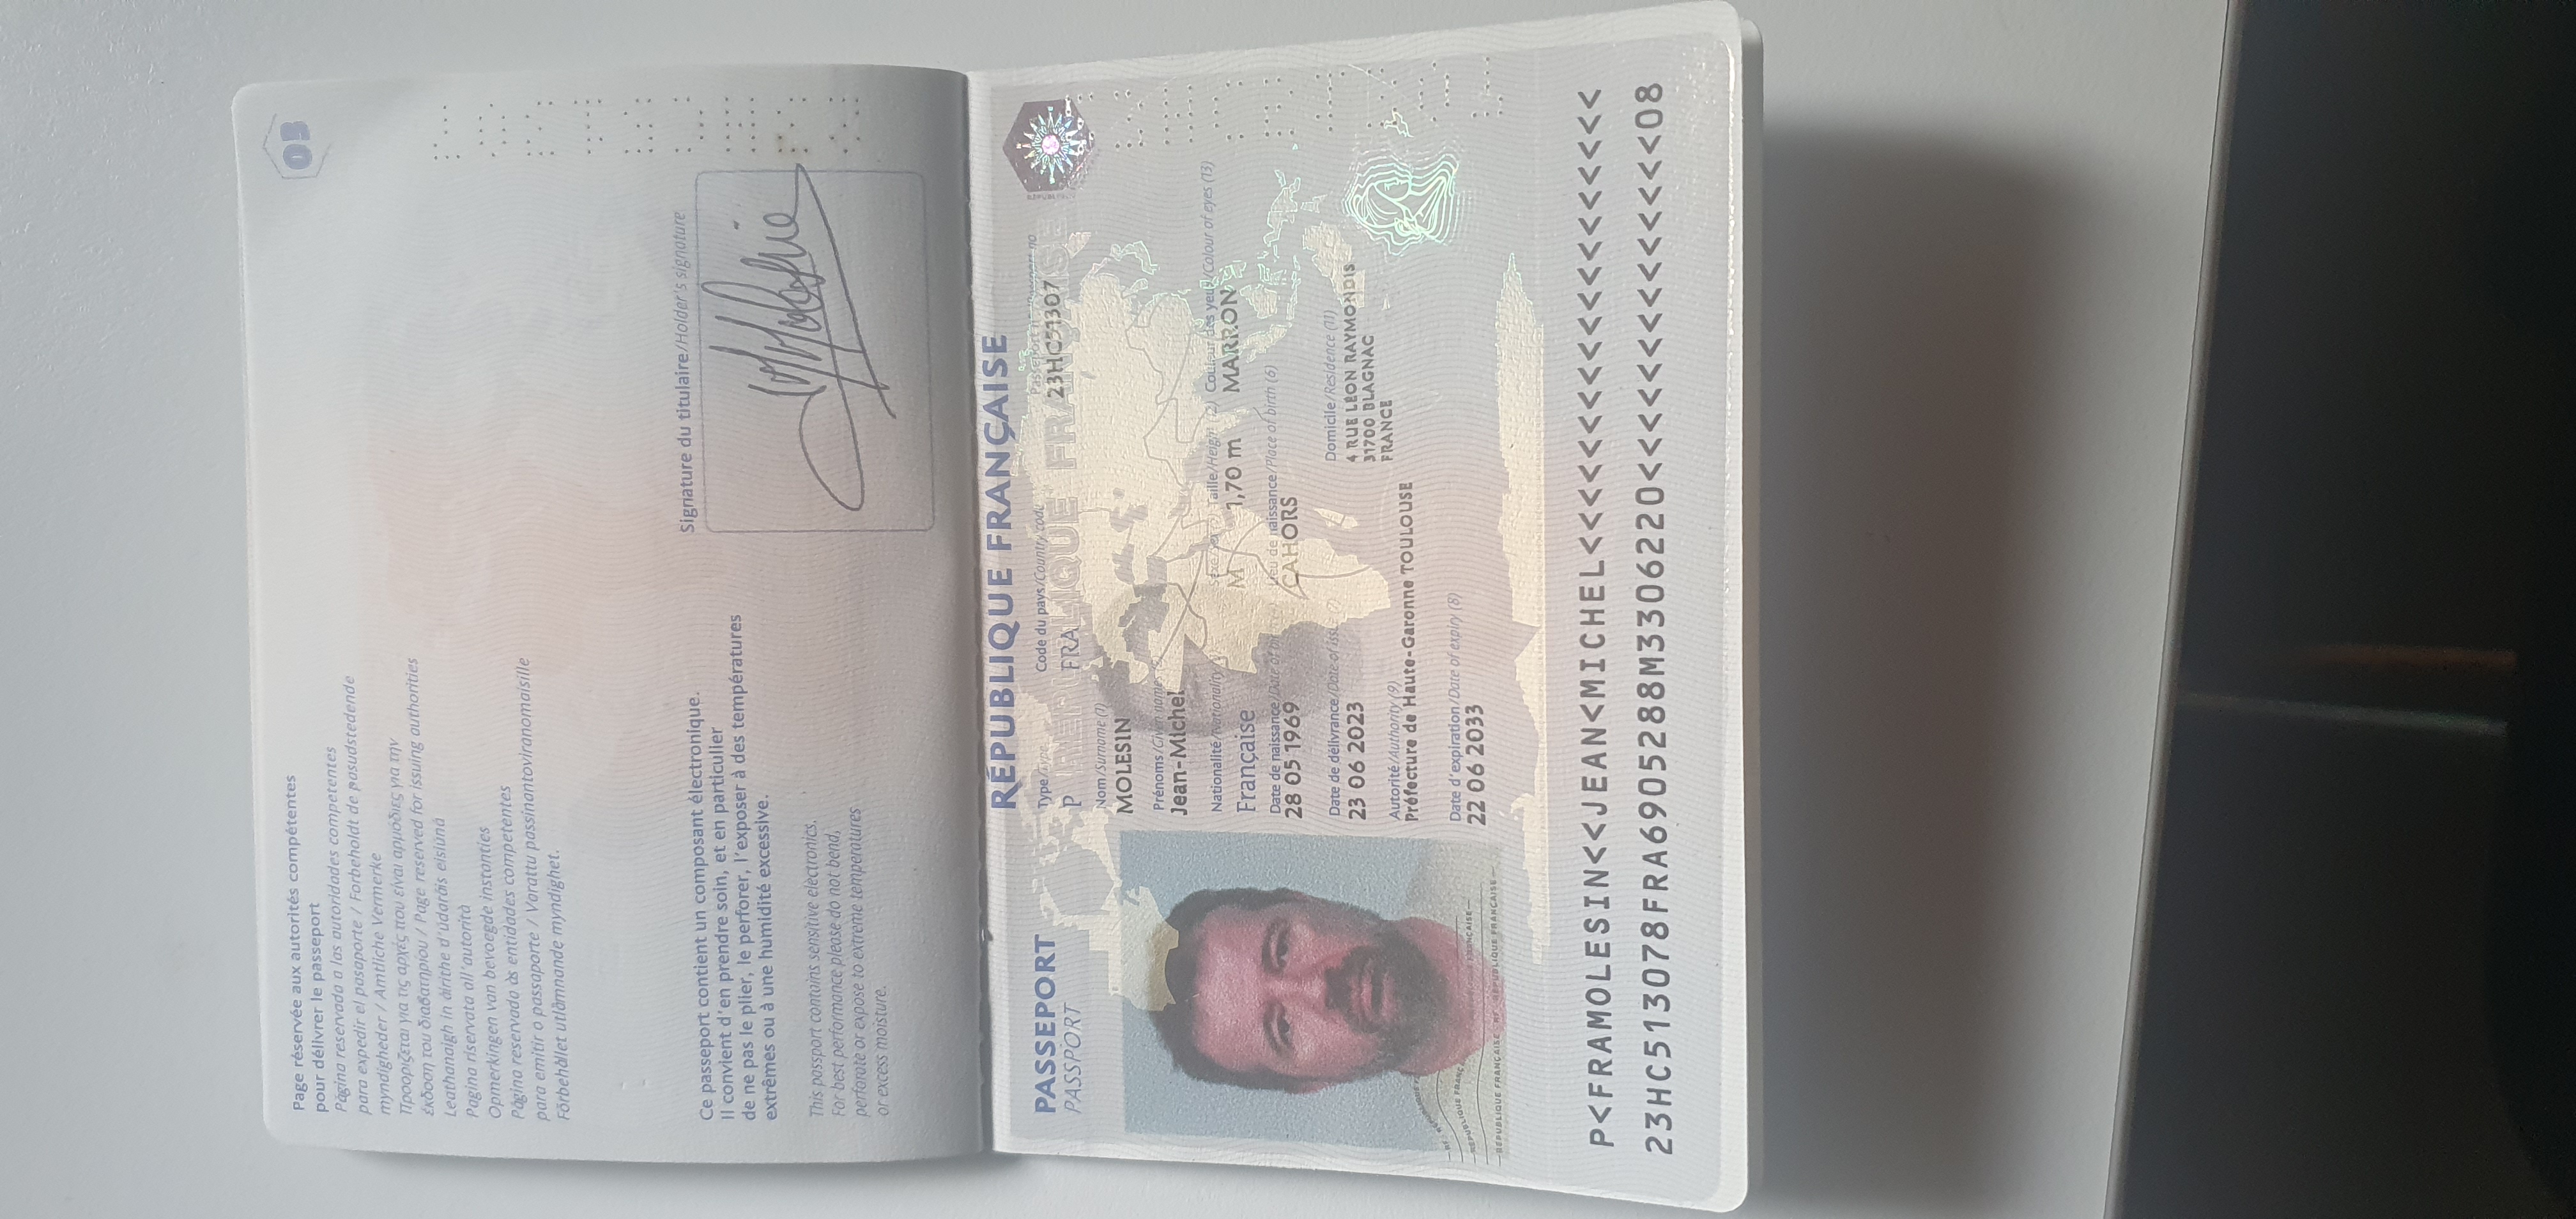 03
Page réservée aux autorités compétentes
pour délivrer le passeport
Página reservada a las autoridades competentes
para expedir el pasaporte / Forbeholdt de pasudstedende
myndigheder / Amtliche Vermerke
Προορίζεται για τις αρχές που είναι αρμόδιες για την
έκδοση του διαβατηρίου / Page reserved for issuing authorities
Leathanaigh in áirithe d'údaráis eisiúna
Pagina riservata all'autorità
Opmerkingen van bevoegde instanties
Página reservada às entidades competentes
para emitir o passaporte / Varattu passinantoviranomaisille
Förbehållet utlämnande myndighet.
Ce passeport contient un composant électronique.
Il convient d'en prendre soin, et en particulier
de ne pas le plier, le perforer, l'exposer à des températures
extrêmes ou à une humidité excessive.
This passport contains sensitive electronics.
For best performance please do not bend,
perforate or expose to extreme temperatures
or excess moisture.
Signature du titulaire/Holder's signature
RÉPUBLIQUE FRANÇAISE
PASSEPORT
PASSPORT
Type/Type Code du pays/Country code Passeport no
P FRA 23HC51307
Nom/Surname (1)
MOLESIN
Prénoms/Given names (2)
Jean-Michel
Nationalité/Nationality Sexe/Sex Taille/Height (12) Couleur des yeux/Colour of eyes (13)
Française M 1,70 m MARRON
Date de naissance/Date of birth Lieu de naissance/Place of birth (6)
28 05 1969 CAHORS
Date de délivrance/Date of issue (7) Domicile/Residence (11)
23 06 2023 4 RUE LÉON RAYMONDIS
31700 BLAGNAC
FRANCE
Autorité/Authority (9)
Préfecture de Haute-Garonne TOULOUSE
Date d'expiration/Date of expiry (8)
22 06 2033
RÉPUBLIQUE FRANÇAISE - RF - RÉPUBLIQUE FRANÇAISE
P<FRAMOLESIN<<JEAN<MICHEL<<<<<<<<<<<<<<<<<<<
23HC513078FRA6905288M3306220<<<<<<<<<<<<<<08